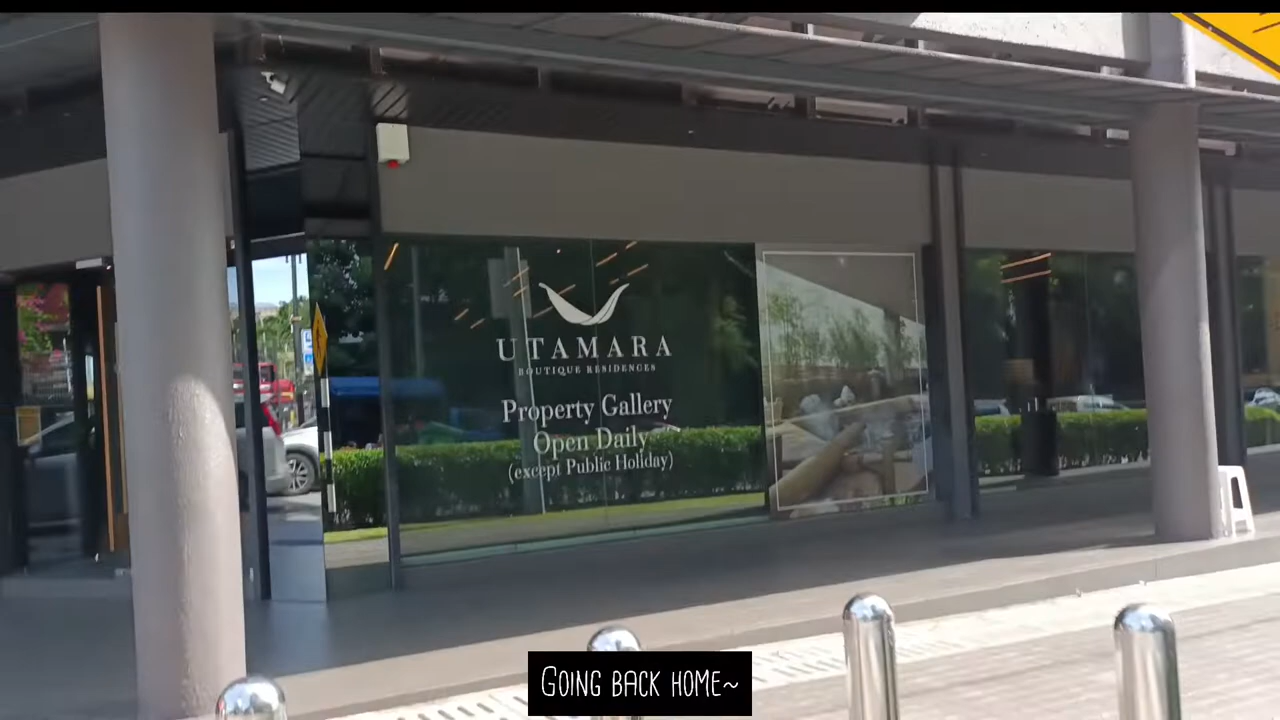 UTAMARA
BOUTIQUE RESIDENCES
Property Gallery
Open Daily
(except Public Holiday)
GOING BACK HOME~